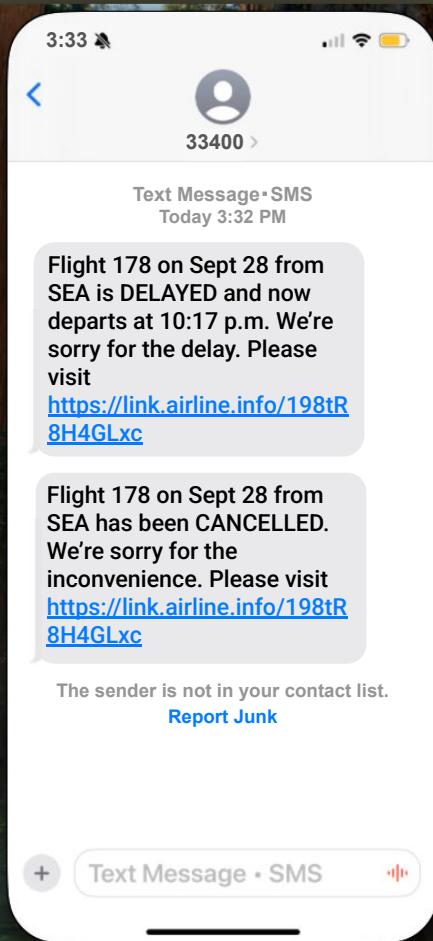 3:33
33400
Text Message·SMS
Today 3:32 PM
Flight 178 on Sept 28 from
SEA is DELAYED and now
departs at 10:17 p.m. We’re
sorry for the delay. Please
visit
https://link.airline.info/198tR
8H4GLxc
Flight 178 on Sept 28 from
SEA has been CANCELLED.
We’re sorry for the
inconvenience. Please visit
https://link.airline.info/198tR
8H4GLxc
The sender is not in your contact list.
Report Junk
Text Message • SMS